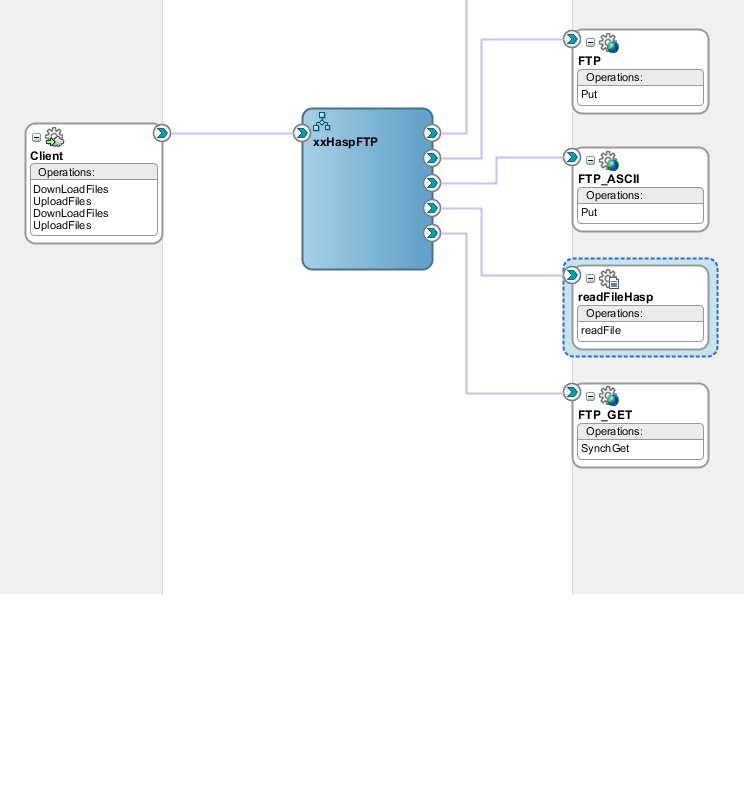 Client
Operations:
DownLoadFiles
UploadFiles
DownLoadFiles
UploadFiles
xxHaspFTP
FTP
Operations:
Put
FTP_ASCII
Operations:
Put
readFileHasp
Operations:
readFile
FTP_GET
Operations:
SynchGet